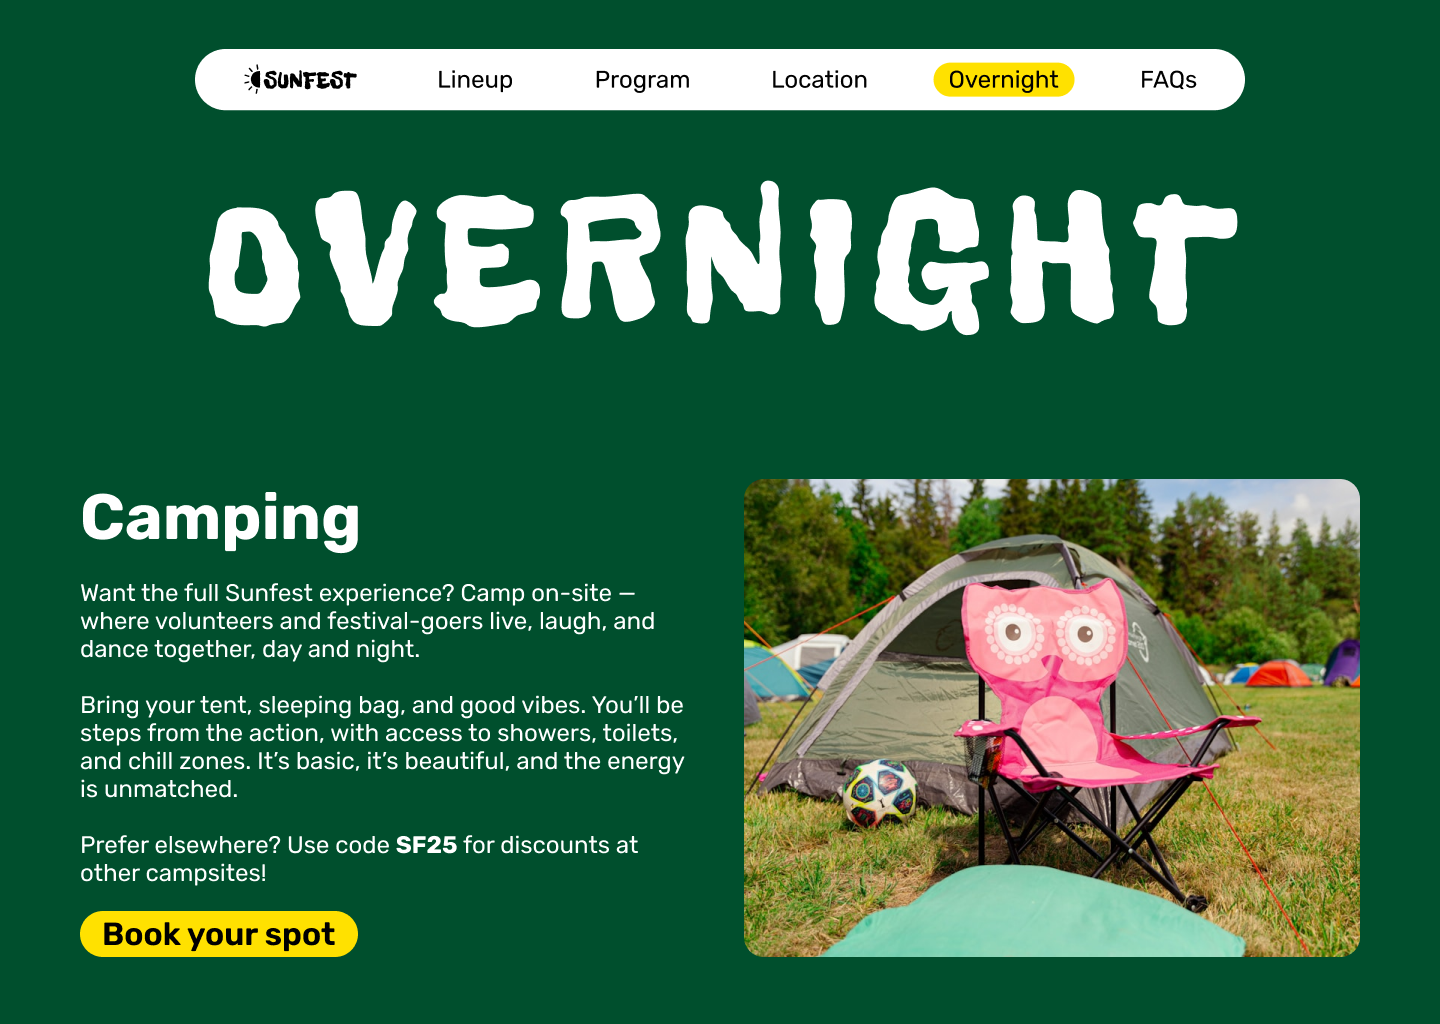 SUNFEST Lineup Program Location Overnight FAQs
OVERNIGHT
Camping
Want the full Sunfest experience? Camp on-site —
where volunteers and festival-goers live, laugh, and
dance together, day and night.
Bring your tent, sleeping bag, and good vibes. You’ll be
steps from the action, with access to showers, toilets,
and chill zones. It’s basic, it’s beautiful, and the energy
is unmatched.
Prefer elsewhere? Use code SF25 for discounts at
other campsites!
Book your spot